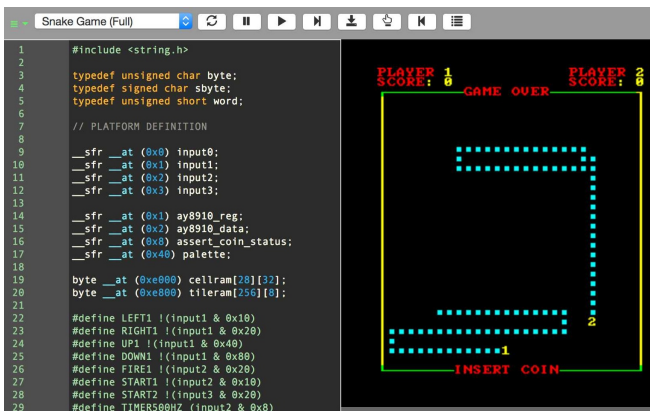 Snake Game (Full)
1 #include <string.h>
2
3 typedef unsigned char byte;
4 typedef signed char sbyte;
5 typedef unsigned short word;
6
7 // PLATFORM DEFINITION
8
9 __sfr __at (0x0) input0;
10 __sfr __at (0x1) input1;
11 __sfr __at (0x2) input2;
12 __sfr __at (0x3) input3;
13
14 __sfr __at (0x1) ay8910_reg;
15 __sfr __at (0x2) ay8910_data;
16 __sfr __at (0x8) assert_coin_status;
17 __sfr __at (0x40) palette;
18
19 byte __at (0xe000) cellram[28][32];
20 byte __at (0xe800) tileram[256][8];
21
22 #define LEFT1 !(input1 & 0x10)
23 #define RIGHT1 !(input1 & 0x20)
24 #define UP1 !(input1 & 0x40)
25 #define DOWN1 !(input1 & 0x80)
26 #define FIRE1 !(input2 & 0x20)
27 #define START1 !(input2 & 0x10)
28 #define START2 !(input3 & 0x20)
29 #define TIMER500HZ (input2 & 0x8)
PLAYER 1 PLAYER 2
SCORE: 0 SCORE: 0
GAME OVER
2
1
INSERT COIN